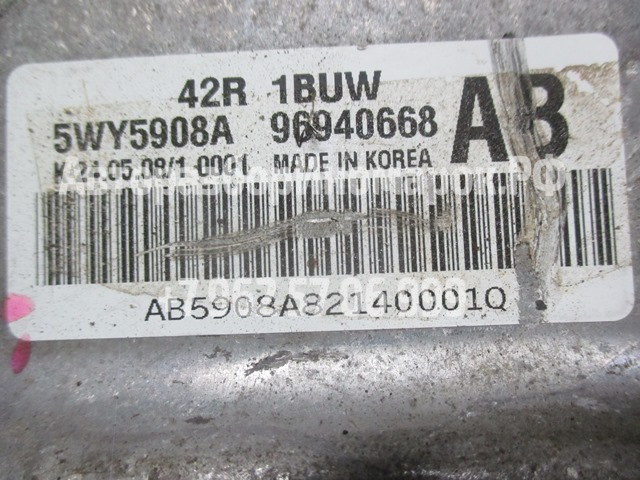 42R 1BUW
5WY5908A 96940668 AB
K 24.05.08/1 0001 MADE IN KOREA
AB5908A82140001Q